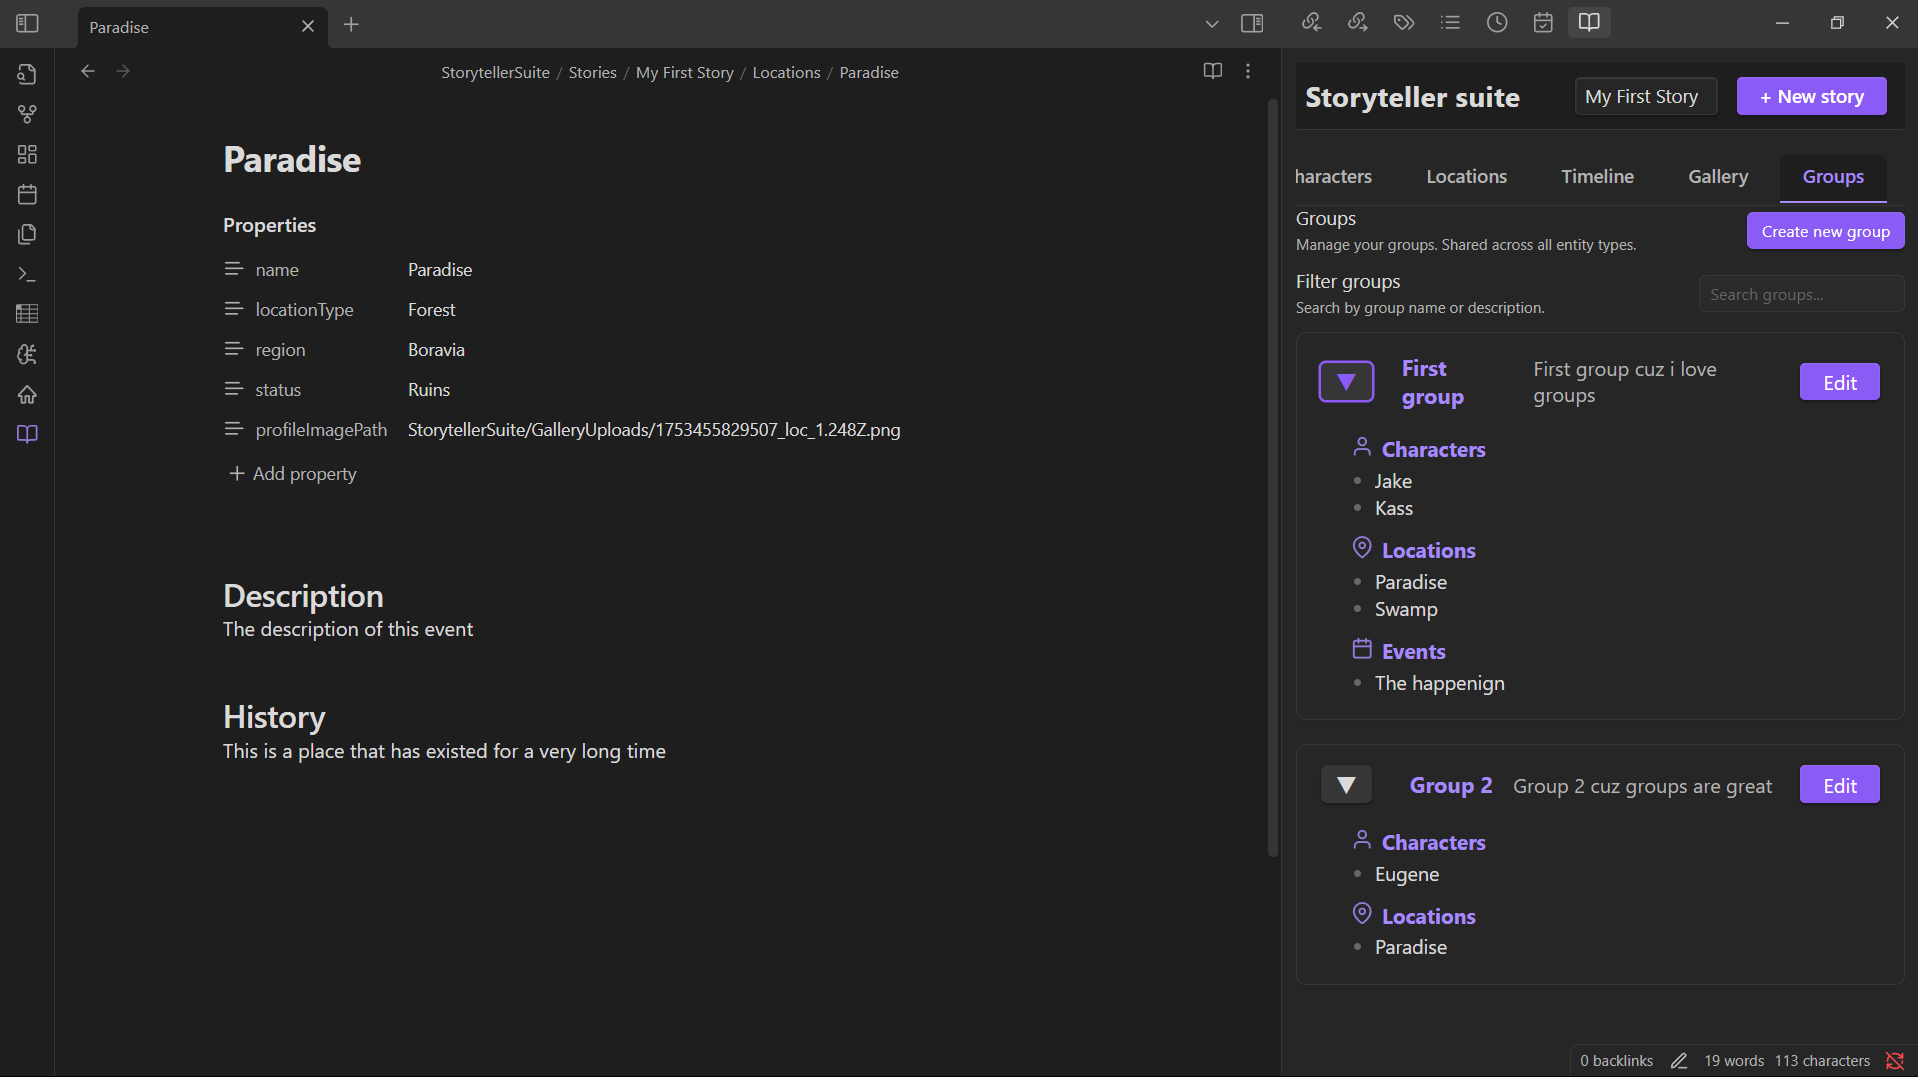 Paradise
StorytellerSuite / Stories / My First Story / Locations / Paradise
Paradise
Properties
name Paradise
locationType Forest
region Boravia
status Ruins
profileImagePath StorytellerSuite/GalleryUploads/1753455829507_loc_1.248Z.png
Add property
Description
The description of this event
History
This is a place that has existed for a very long time
Storyteller suite My First Story + New story
haracters Locations Timeline Gallery Groups
Groups
Manage your groups. Shared across all entity types.
Create new group
Filter groups
Search by group name or description.
Search groups...
First
group
First group cuz i love
groups
Edit
Characters
Jake
Kass
Locations
Paradise
Swamp
Events
The happenign
Group 2 Group 2 cuz groups are great Edit
Characters
Eugene
Locations
Paradise
0 backlinks 19 words 113 characters